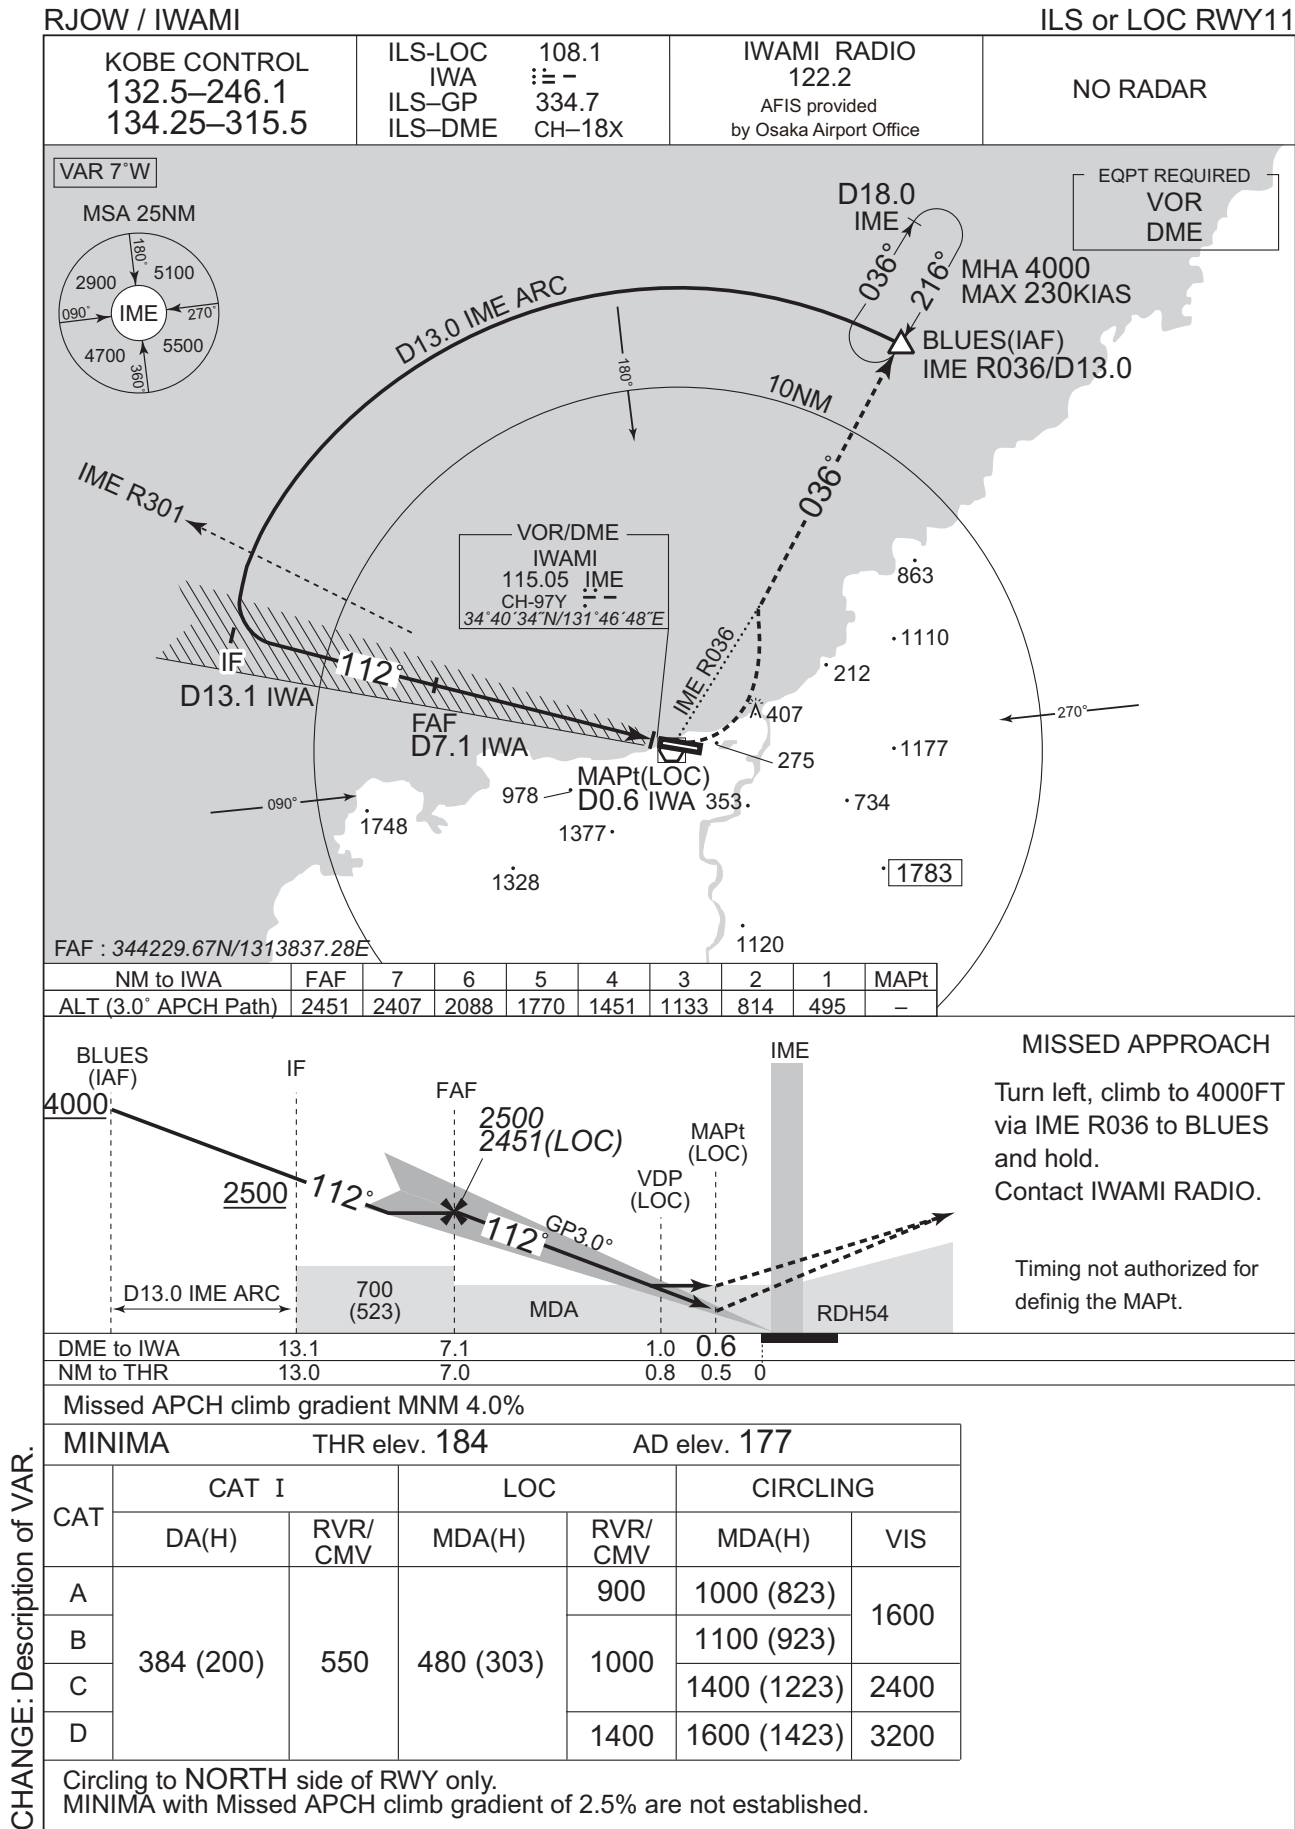 RJOW / IWAMI
ILS or LOC RWY11
KOBE CONTROL
132.5–246.1
134.25–315.5
ILS-LOC 108.1
IWA
ILS–GP 334.7
ILS–DME CH–18X
IWAMI RADIO
122.2
AFIS provided
by Osaka Airport Office
NO RADAR
VAR 7˚W
MSA 25NM
180˚
2900
5100
090˚
IME
270˚
4700
5500
360˚
EQPT REQUIRED
VOR
DME
D18.0
IME
036°
216°
MHA 4000
MAX 230KIAS
BLUES(IAF)
IME R036/D13.0
D13.0 IME ARC
180°
10NM
036°
IME R301
VOR/DME
IWAMI
115.05 IME
CH-97Y
34˚40´34˝N/131˚46´48˝E
863
1110
212
IME R036
IF
D13.1 IWA
112°
FAF
D7.1 IWA
407
270°
275
1177
MAPt(LOC)
D0.6 IWA
978
353
734
090°
1748
1377
1328
1783
1120
FAF : 344229.67N/1313837.28E
NM to IWA FAF 7 6 5 4 3 2 1 MAPt
ALT (3.0˚ APCH Path) 2451 2407 2088 1770 1451 1133 814 495 –
BLUES
(IAF)
4000
IF
FAF
2500
2451(LOC)
IME
MAPt
(LOC)
VDP
(LOC)
2500
112°
112°
GP3.0°
D13.0 IME ARC
700
(523)
MDA
RDH54
MISSED APPROACH
Turn left, climb to 4000FT
via IME R036 to BLUES
and hold.
Contact IWAMI RADIO.
Timing not authorized for
definig the MAPt.
DME to IWA 13.1 7.1 1.0 0.6
NM to THR 13.0 7.0 0.8 0.5 0
Missed APCH climb gradient MNM 4.0%
MINIMA THR elev. 184 AD elev. 177
CAT CAT I LOC CIRCLING
DA(H) RVR/CMV MDA(H) RVR/CMV MDA(H) VIS
A 384 (200) 550 480 (303) 900 1000 (823) 1600
B 1000 1100 (923)
C 1400 (1223) 2400
D 1400 1600 (1423) 3200
Circling to NORTH side of RWY only.
MINIMA with Missed APCH climb gradient of 2.5% are not established.
CHANGE: Description of VAR.